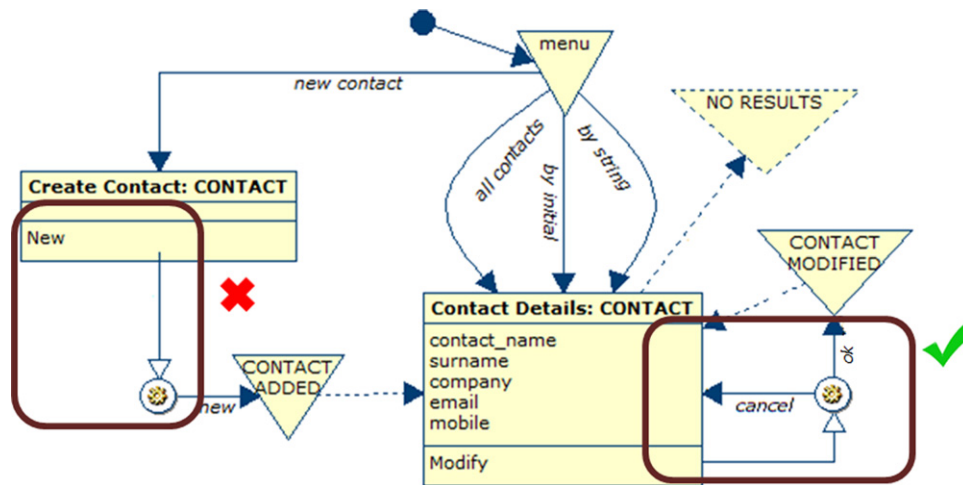 menu
new contact
NO RESULTS
all contacts
by initial
by string
Create Contact: CONTACT
New
CONTACT
MODIFIED
Contact Details: CONTACT
contact_name
surname
company
email
mobile
Modify
CONTACT
ADDED
new
cancel
ok